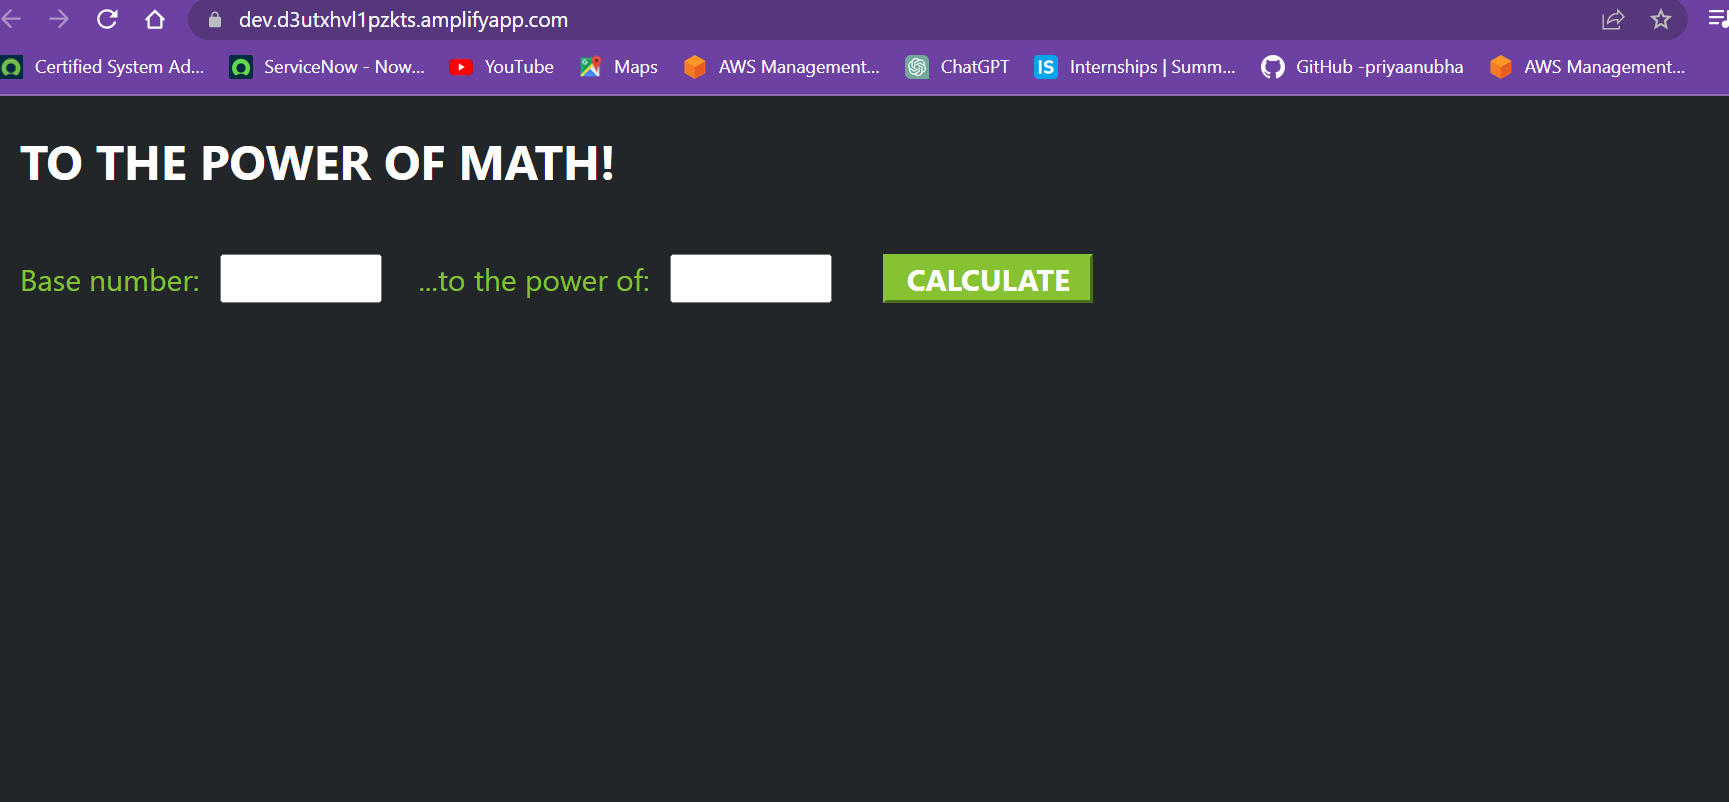 dev.d3utxhvl1pzkts.amplifyapp.com
Certified System Ad... ServiceNow - Now... YouTube Maps AWS Management... ChatGPT IS Internships | Summ... GitHub -priyaanubha AWS Management...
TO THE POWER OF MATH!
Base number: ...to the power of: CALCULATE